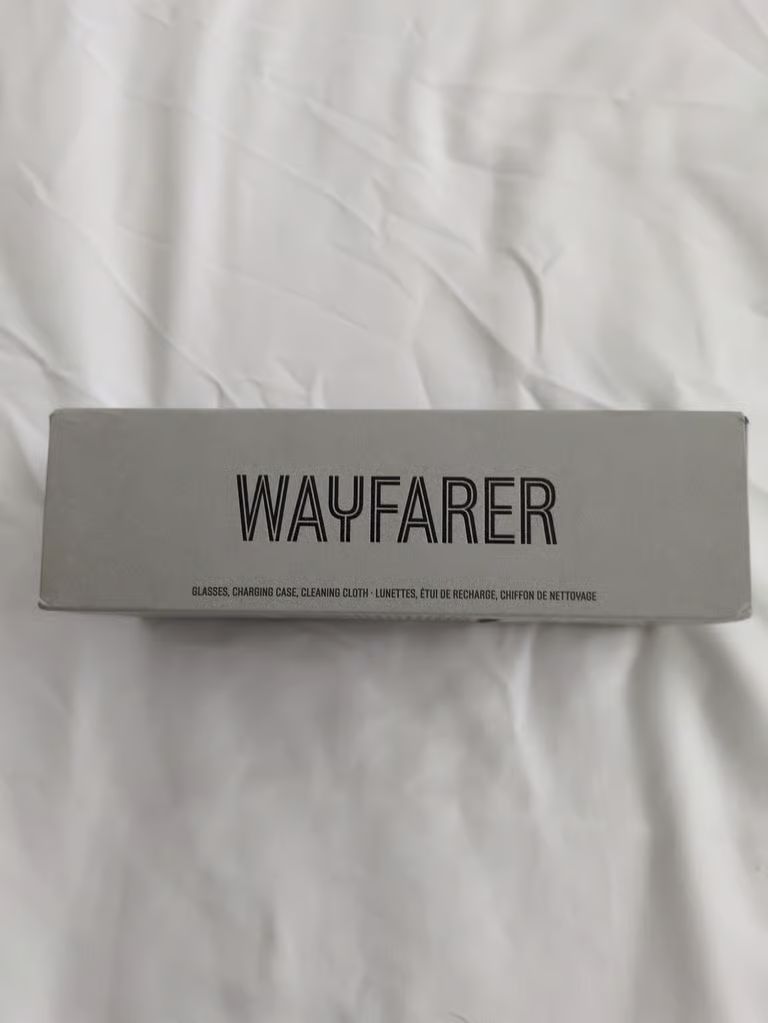 WAYFARER
GLASSES, CHARGING CASE, CLEANING CLOTH · LUNETTES, ÉTUI DE RECHARGE, CHIFFON DE NETTOYAGE